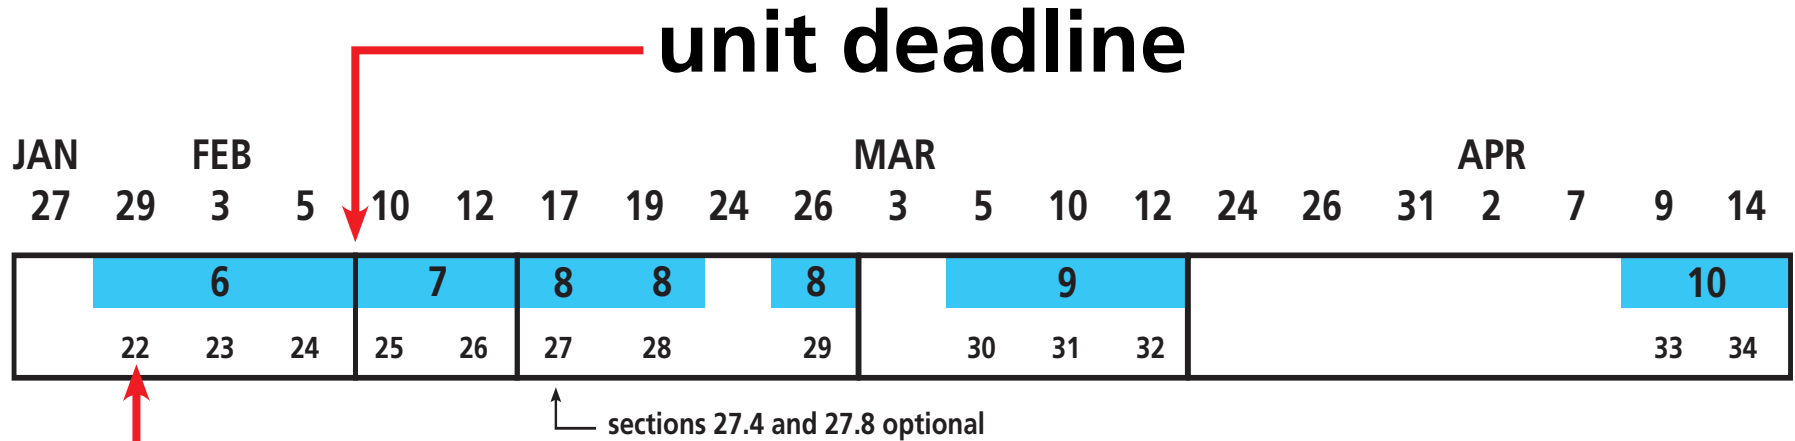 unit deadline
JAN FEB MAR APR
27 29 3 5 10 12 17 19 24 26 3 5 10 12 24 26 31 2 7 9 14
6 7 8 8 8 9 10
22 23 24 25 26 27 28 29 30 31 32 33 34
sections 27.4 and 27.8 optional